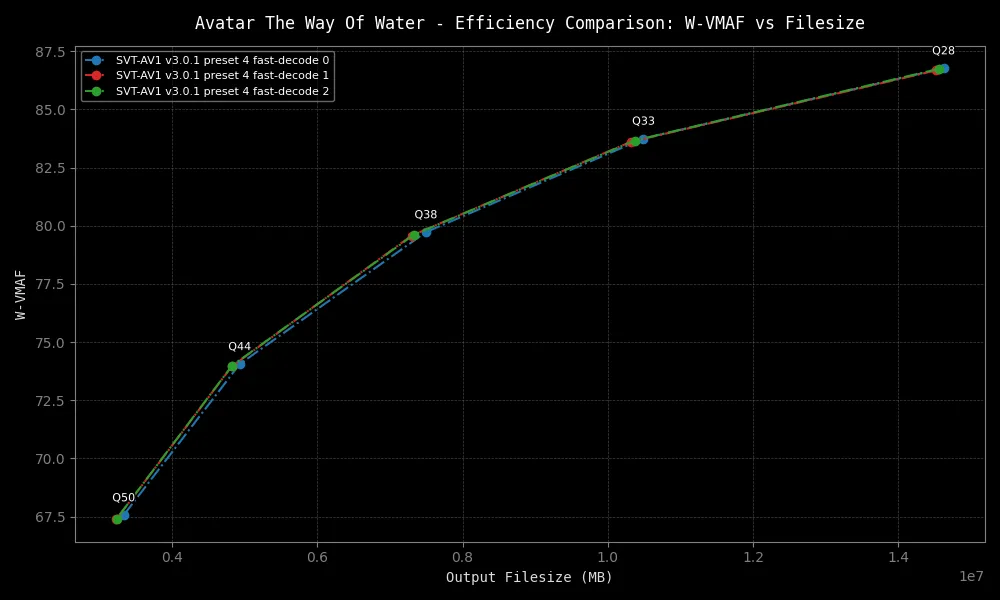 Avatar The Way Of Water - Efficiency Comparison: W-VMAF vs Filesize
SVT-AV1 v3.0.1 preset 4 fast-decode 0
SVT-AV1 v3.0.1 preset 4 fast-decode 1
SVT-AV1 v3.0.1 preset 4 fast-decode 2
87.5
85.0
82.5
80.0
77.5
75.0
72.5
70.0
67.5
W-VMAF
Q28
Q33
Q38
Q44
Q50
0.4
0.6
0.8
1.0
1.2
1.4
1e7
Output Filesize (MB)